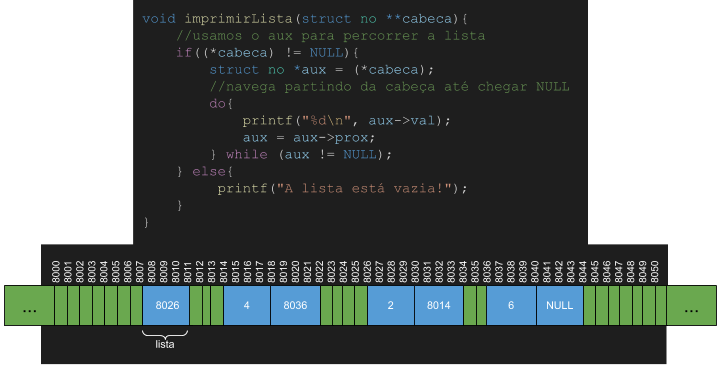 void imprimirLista(struct no **cabeca){
//usamos o aux para percorrer a lista
if((*cabeca) != NULL){
struct no *aux = (*cabeca);
//navega partindo da cabeça até chegar NULL
do{
printf("%d\n", aux->val);
aux = aux->prox;
} while (aux != NULL);
} else{
printf("A lista está vazia!");
}
}
8000 8001 8002 8003 8004 8005 8006 8007 8008 8009 8010 8011 8012 8013 8014 8015 8016 8017 8018 8019 8020 8021 8022 8023 8024 8025 8026 8027 8028 8029 8030 8031 8032 8033 8034 8035 8036 8037 8038 8039 8040 8041 8042 8043 8044 8045 8046 8047 8048 8049 8050
... 8026 4 8036 2 8014 6 NULL ...
lista